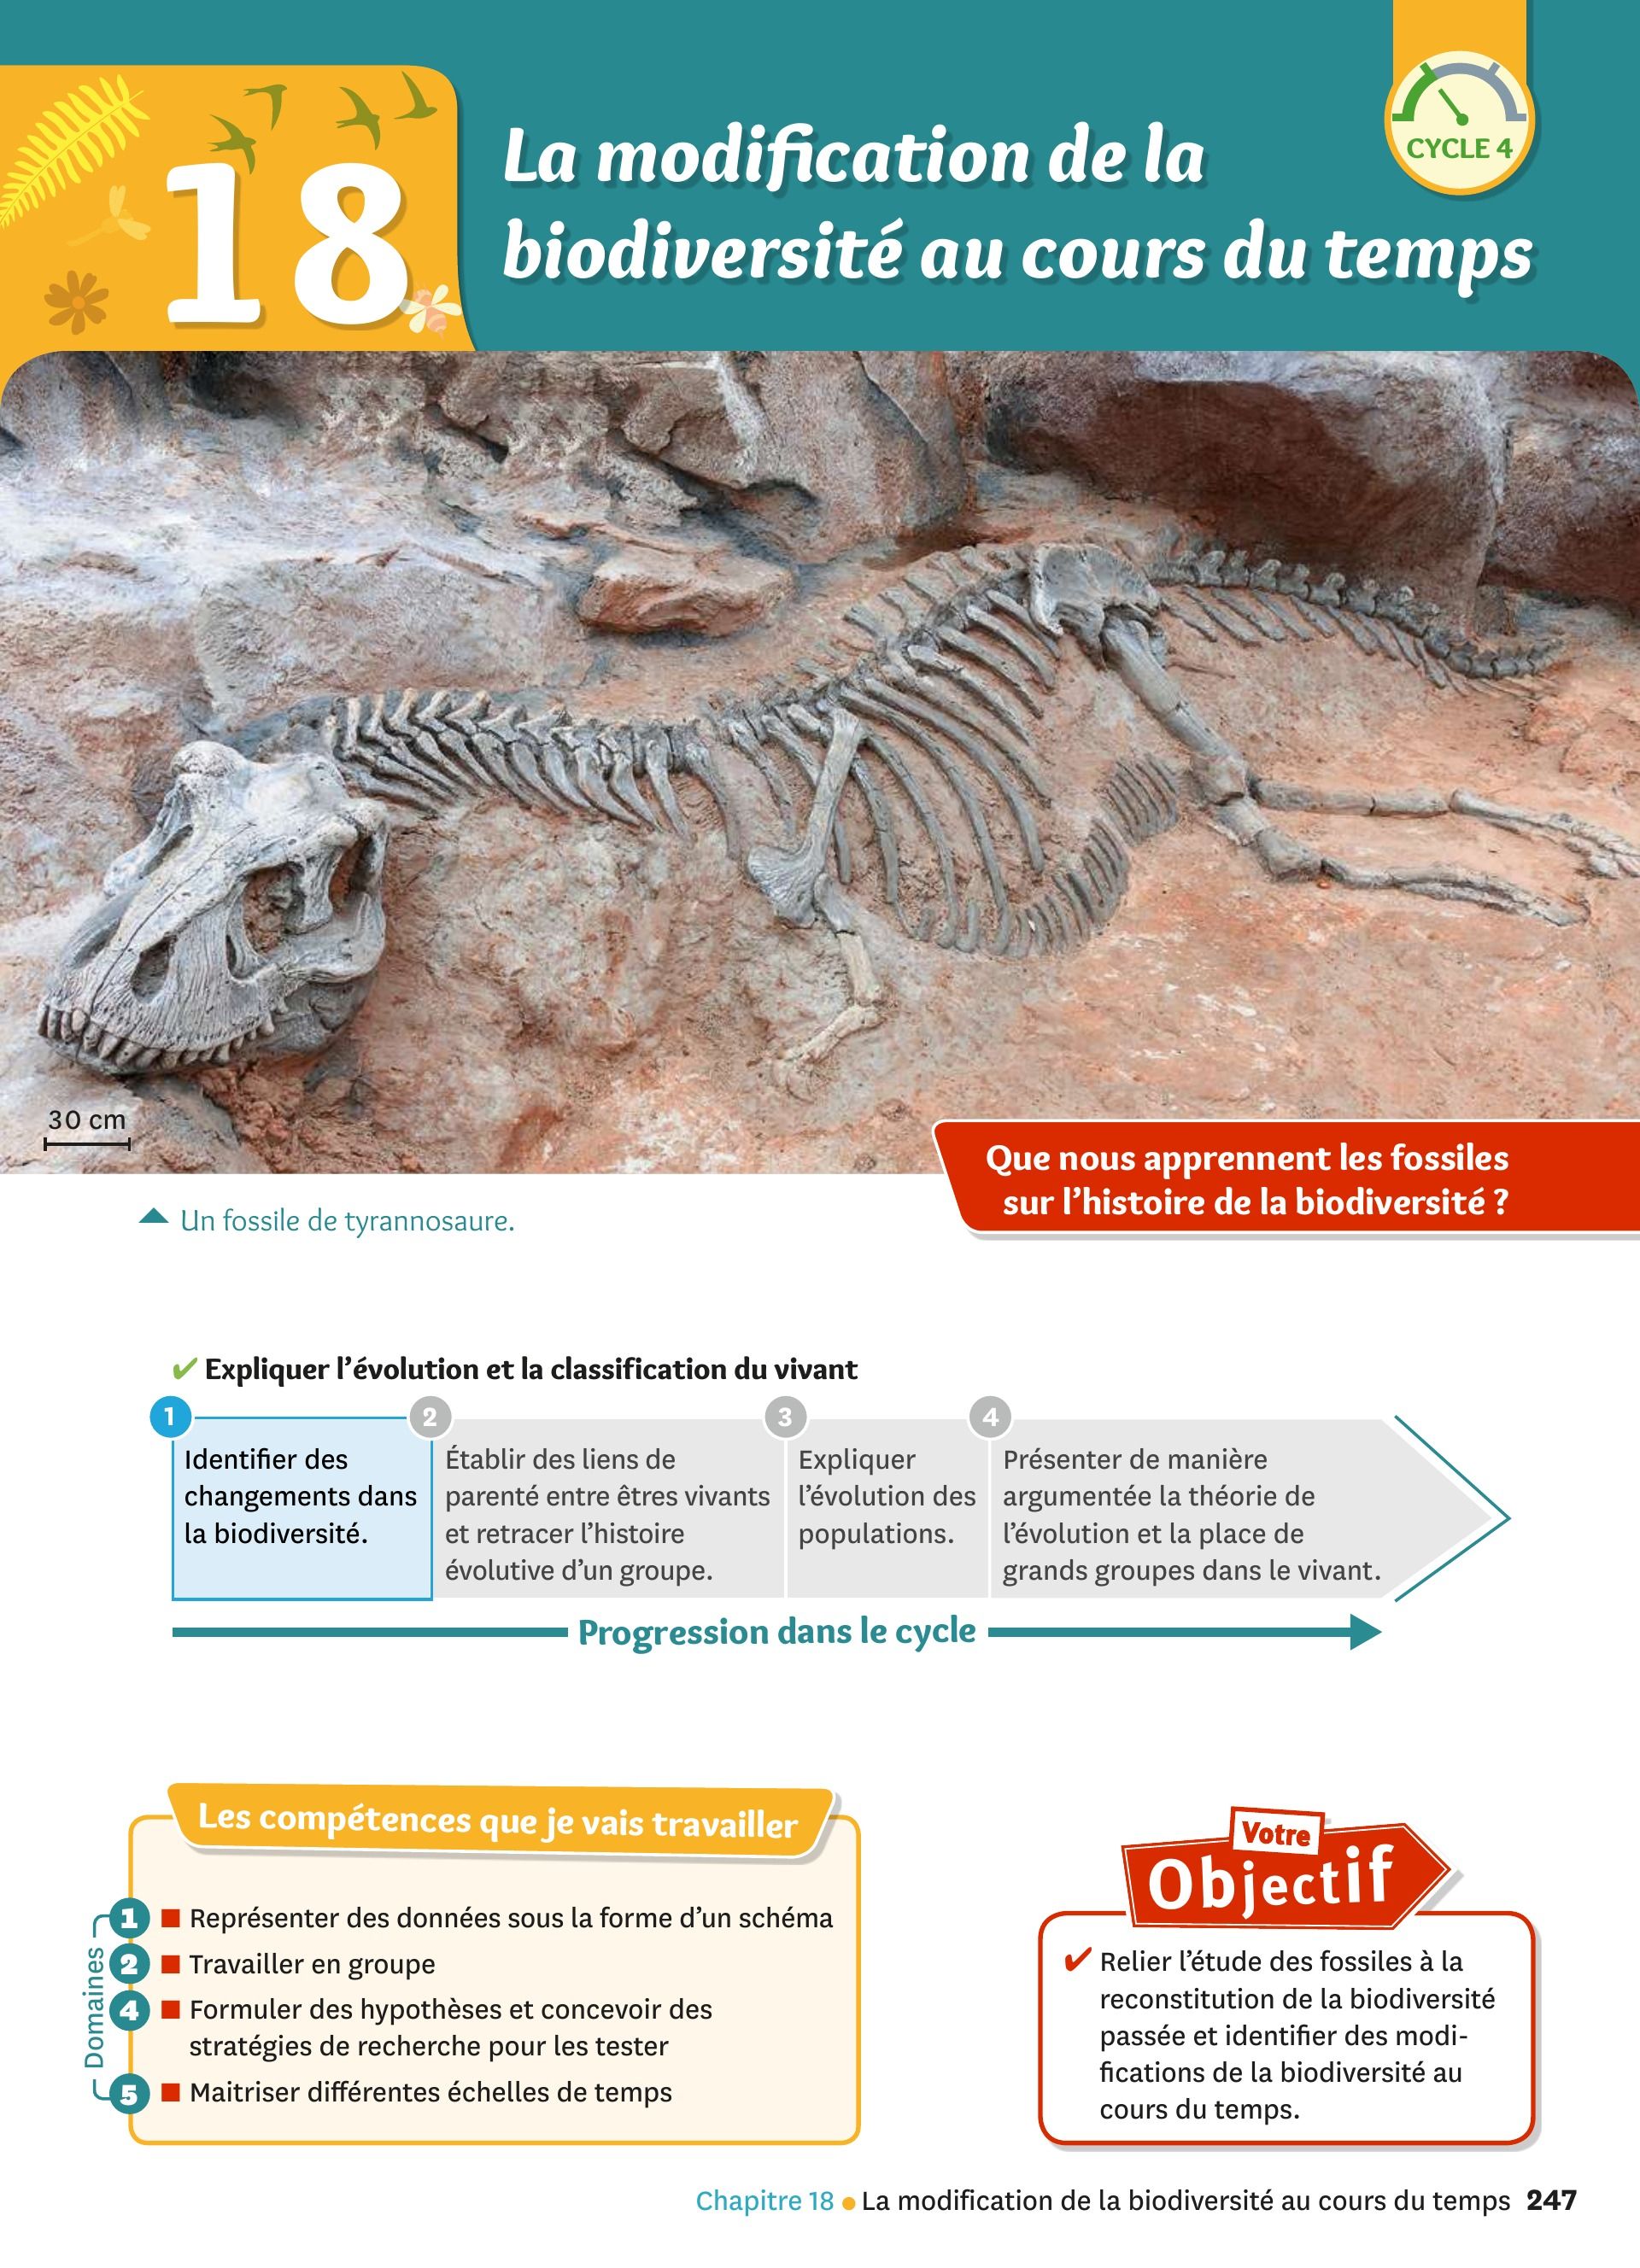 18
La modification de la
biodiversité au cours du temps
CYCLE 4
30 cm
Que nous apprennent les fossiles
sur l'histoire de la biodiversité ?
Un fossile de tyrannosaure.
✔ Expliquer l'évolution et la classification du vivant
1
Identifier des
changements dans
la biodiversité.
2
Établir des liens de
parenté entre êtres vivants
et retracer l'histoire
évolutive d'un groupe.
3
Expliquer
l'évolution des
populations.
4
Présenter de manière
argumentée la théorie de
l'évolution et la place de
grands groupes dans le vivant.
Progression dans le cycle
Les compétences que je vais travailler
Domaines
1 Représenter des données sous la forme d'un schéma
2 Travailler en groupe
4 Formuler des hypothèses et concevoir des
stratégies de recherche pour les tester
5 Maitriser différentes échelles de temps
Votre
Objectif
✔ Relier l'étude des fossiles à la
reconstitution de la biodiversité
passée et identifier des modi-
fications de la biodiversité au
cours du temps.
Chapitre 18 • La modification de la biodiversité au cours du temps 247